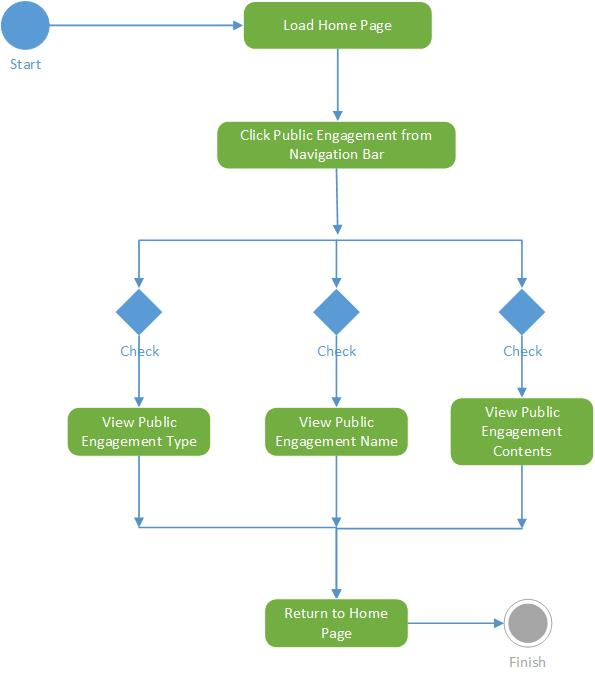 Load Home Page
Start
Click Public Engagement from
Navigation Bar
Check
Check
Check
View Public
Engagement Type
View Public
Engagement Name
View Public
Engagement
Contents
Return to Home
Page
Finish